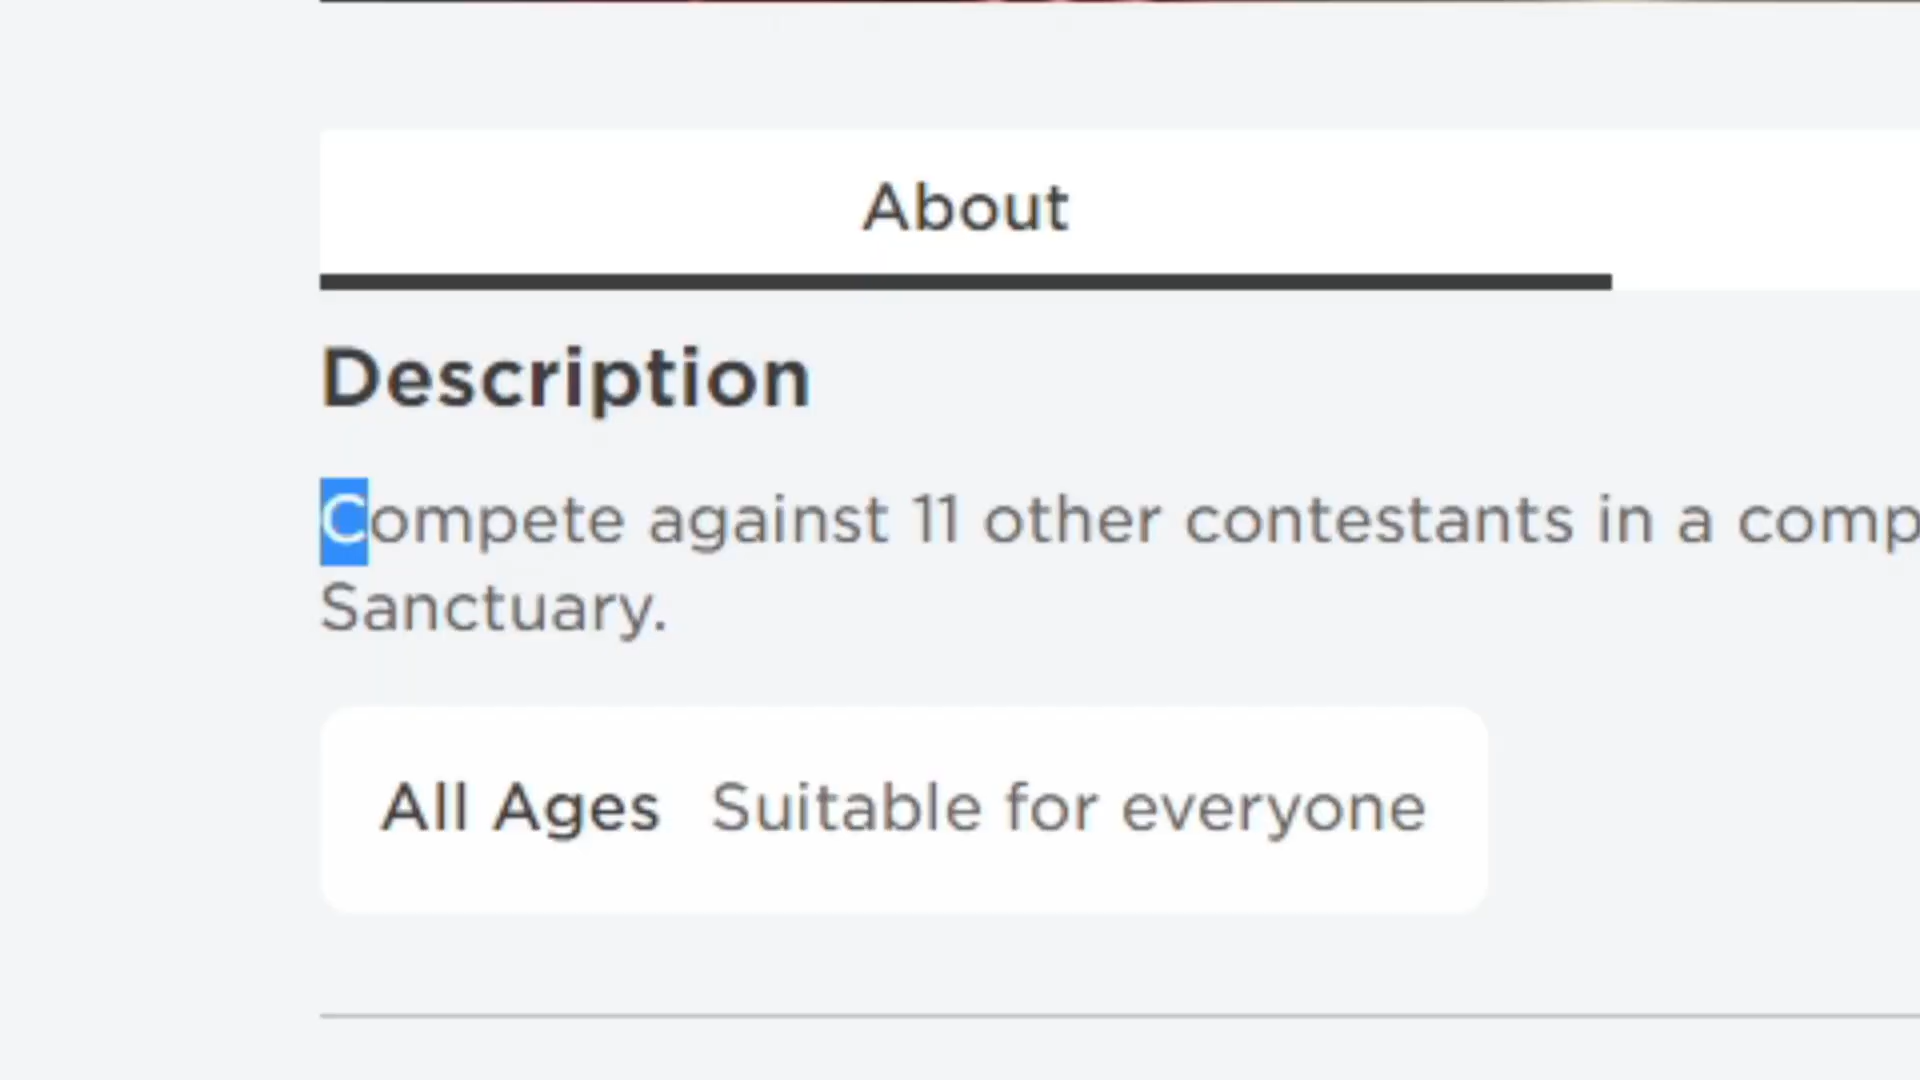 About
Description
Compete against 11 other contestants in a comp
Sanctuary.
All Ages Suitable for everyone